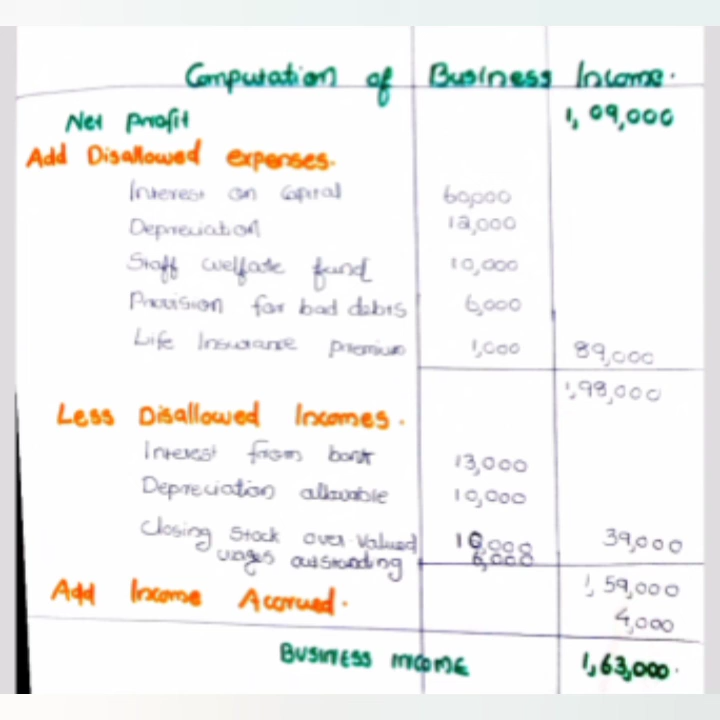 Computation of Business Income.
Net Profit 1,09,000
Add Disallowed expenses.
Interest on Capital 60,000
Depreciation 12,000
Staff welfare fund 10,000
Provision for bad debts 6,000
Life Insurance premium 1,000 89,000
1,98,000
Less Disallowed Incomes.
Interest from bank 13,000
Depreciation allowable 10,000
Closing Stock over valued 10,000 39,000
wages outstanding 6,000
1,59,000
Add Income Accrued. 4,000
Business income 1,63,000.